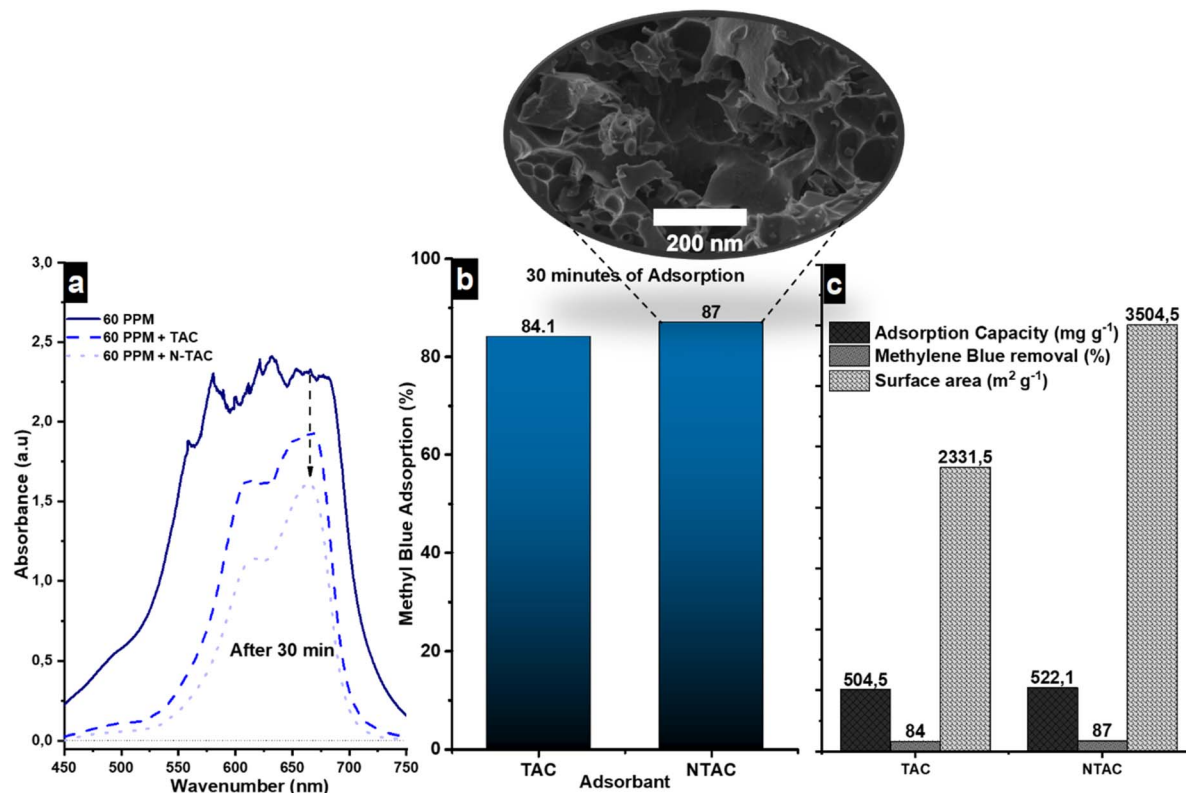 200 nm
a
3,0
2,5
2,0
1,5
1,0
0,5
0,0
Absorbance (a.u)
60 PPM
60 PPM + TAC
60 PPM + N-TAC
After 30 min
450 500 550 600 650 700 750
Wavenumber (nm)
b
30 minutes of Adsorption
100
80
60
40
20
0
Methyl Blue Adsoprtion (%)
84.1
87
TAC
NTAC
Adsorbant
c
Adsorption Capacity (mg g-1)
Methylene Blue removal (%)
Surface area (m2 g-1)
504,5
84
2331,5
522,1
87
3504,5
TAC
NTAC